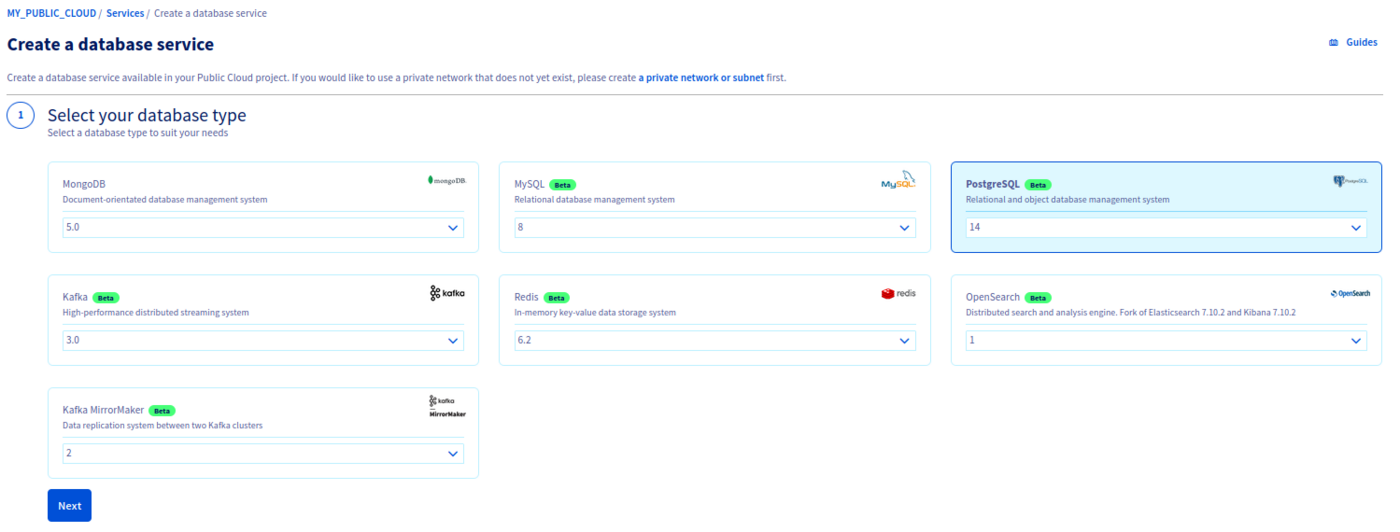 MY_PUBLIC_CLOUD / Services / Create a database service
Create a database service
Guides
Create a database service available in your Public Cloud project. If you would like to use a private network that does not yet exist, please create a private network or subnet first.
1 Select your database type
Select a database type to suit your needs
MongoDB
mongoDB.
Document-orientated database management system
5.0
MySQL Beta
MySQL
Relational database management system
8
PostgreSQL Beta
PostgreSQL
Relational and object database management system
14
Kafka Beta
kafka
High-performance distributed streaming system
3.0
Redis Beta
redis
In-memory key-value data storage system
6.2
OpenSearch Beta
OpenSearch
Distributed search and analysis engine. Fork of Elasticsearch 7.10.2 and Kibana 7.10.2
1
Kafka MirrorMaker Beta
kafka
MirrorMaker
Data replication system between two Kafka clusters
2
Next